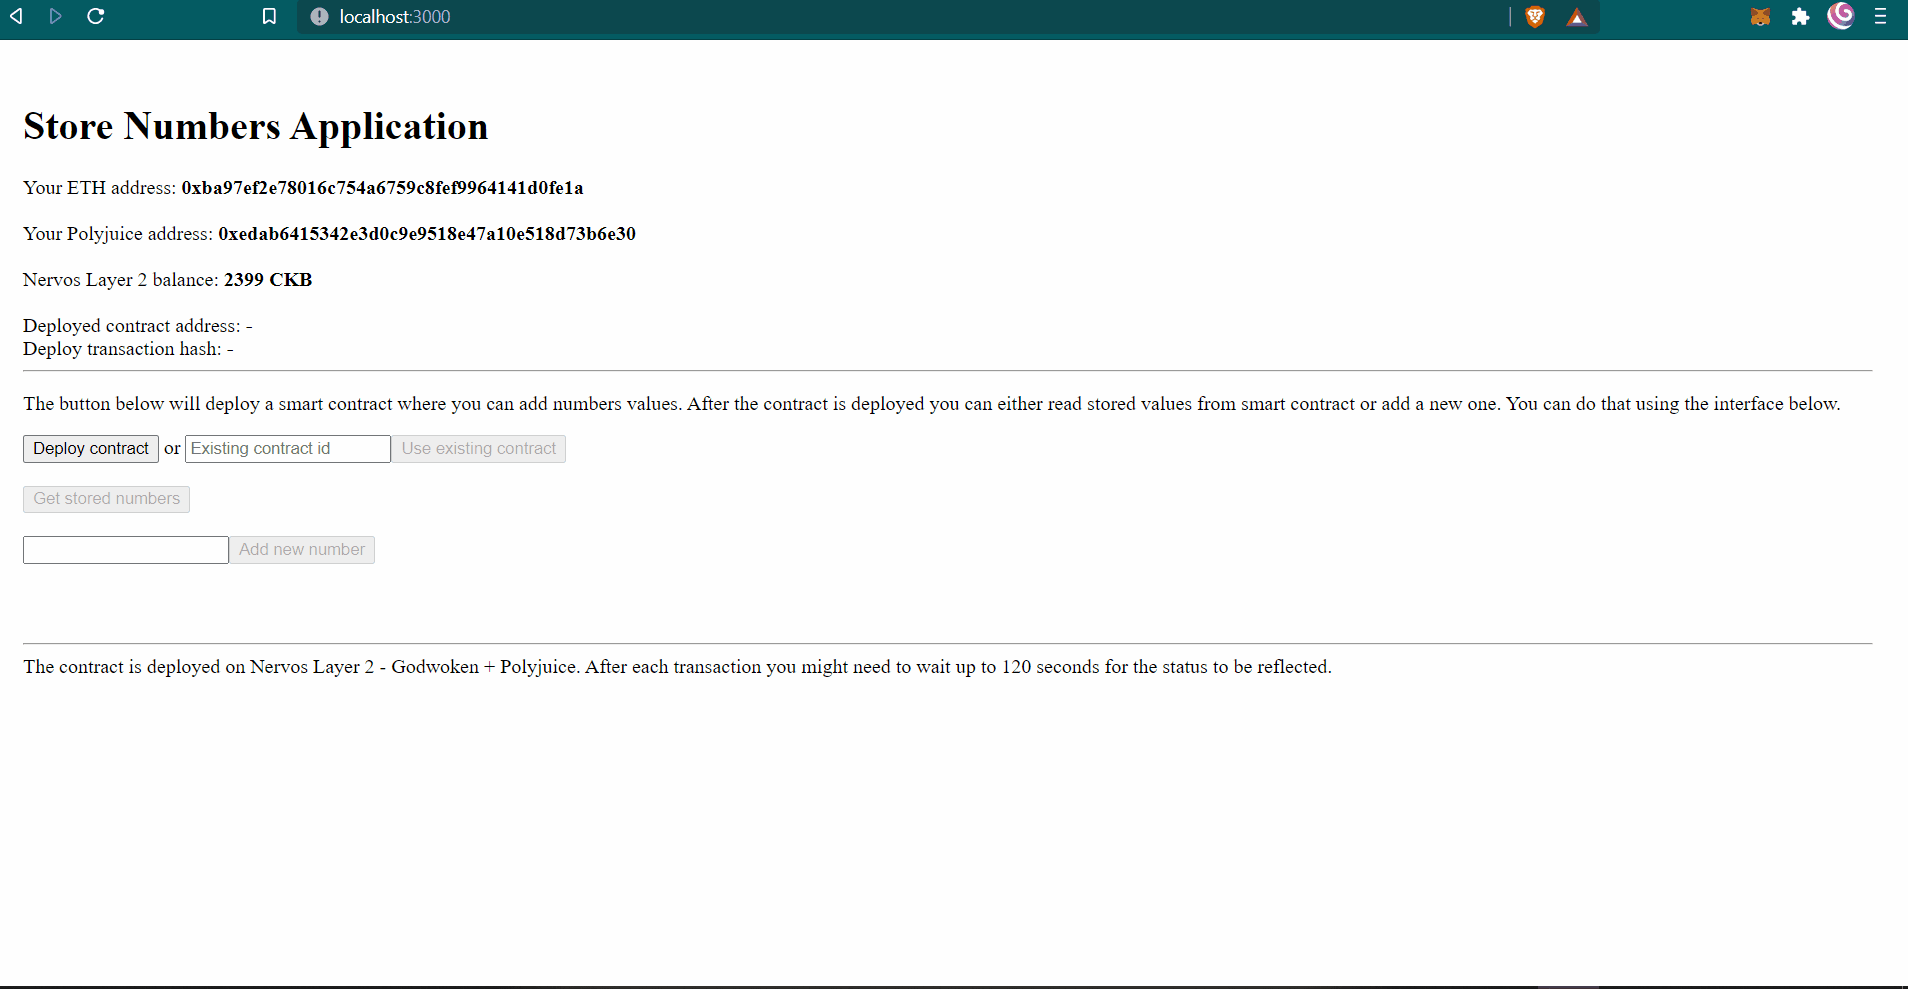 localhost:3000
Store Numbers Application
Your ETH address: 0xba97ef2e78016c754a6759c8fef9964141d0fe1a
Your Polyjuice address: 0xedab6415342e3d0c9e9518e47a10e518d73b6e30
Nervos Layer 2 balance: 2399 CKB
Deployed contract address: -
Deploy transaction hash: -
The button below will deploy a smart contract where you can add numbers values. After the contract is deployed you can either read stored values from smart contract or add a new one. You can do that using the interface below.
Deploy contract or Existing contract id Use existing contract
Get stored numbers
Add new number
The contract is deployed on Nervos Layer 2 - Godwoken + Polyjuice. After each transaction you might need to wait up to 120 seconds for the status to be reflected.